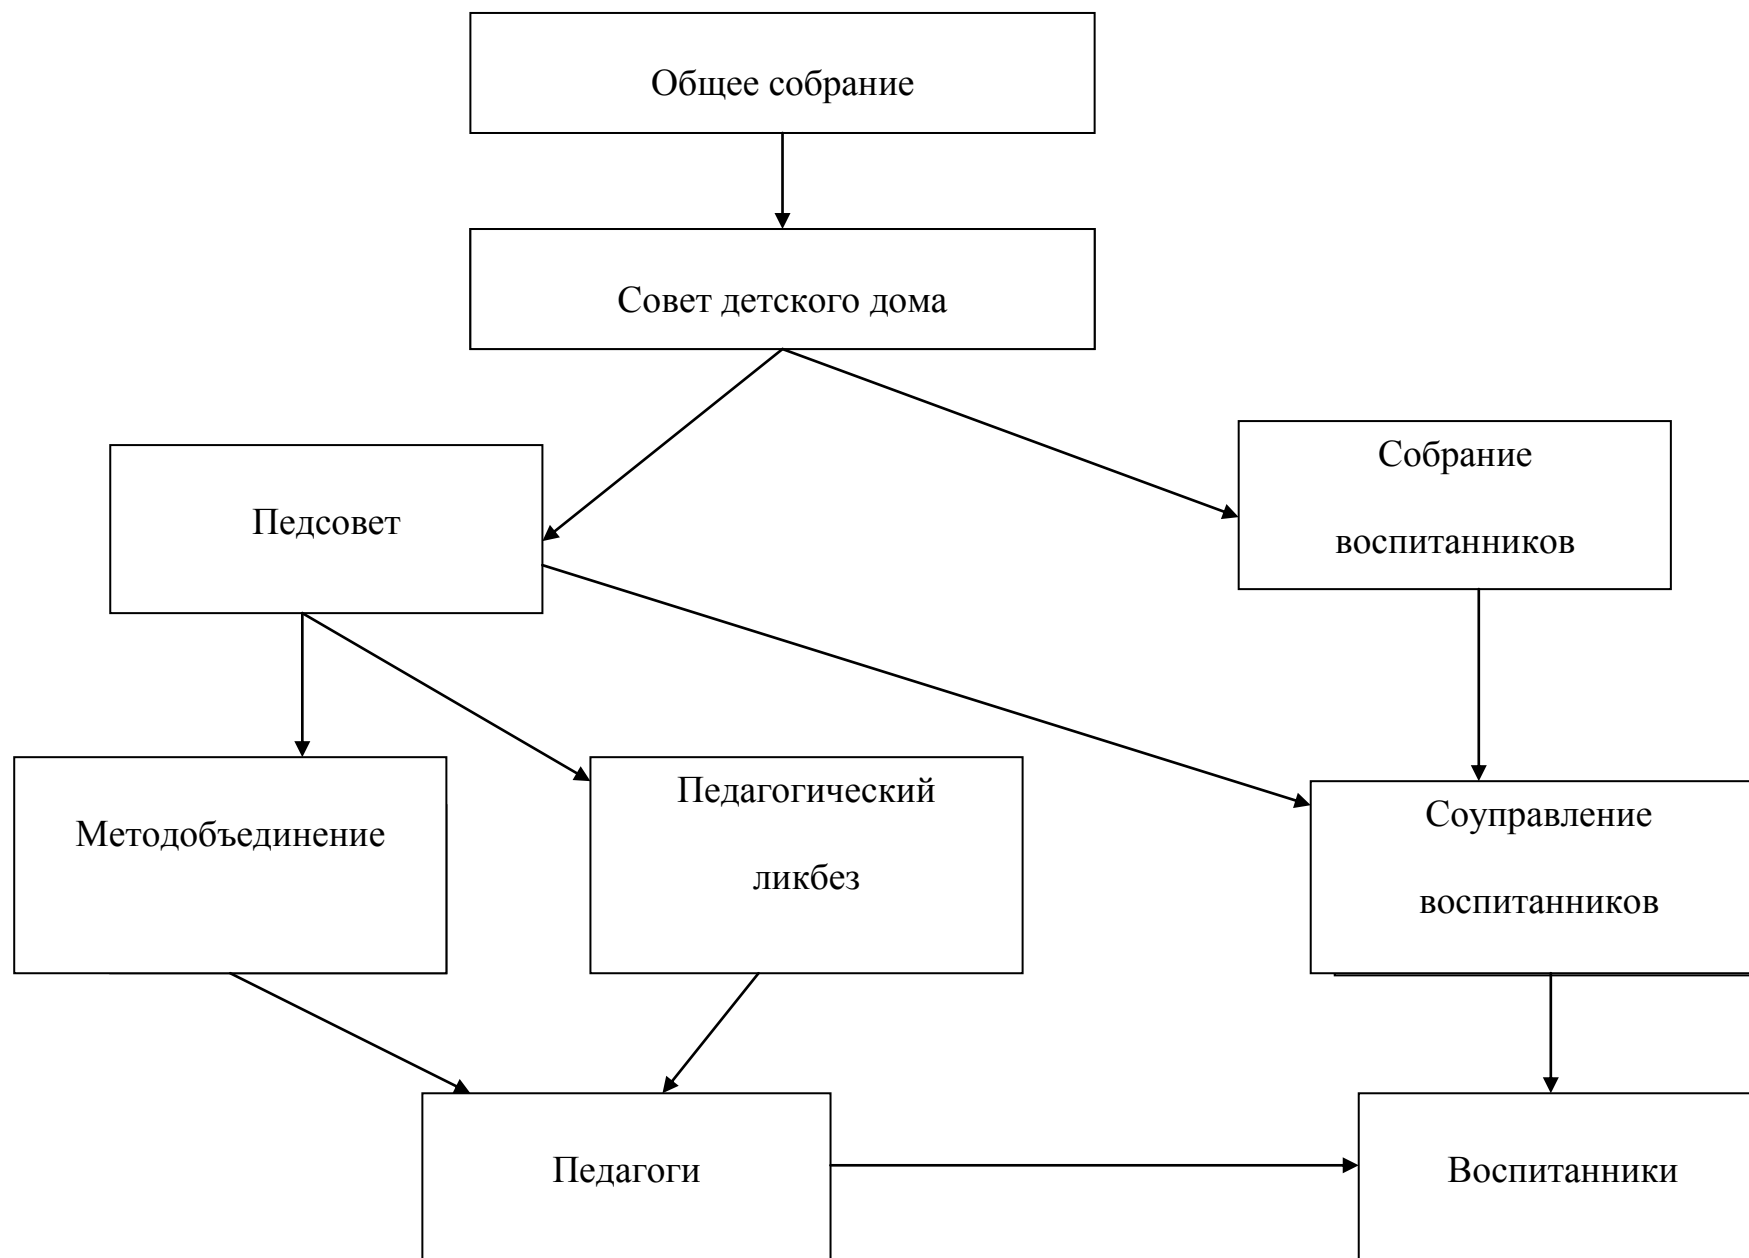 Общее собрание
Совет детского дома
Собрание
воспитанников
Педсовет
Методобъединение
Педагогический
ликбез
Соуправление
воспитанников
Педагоги
Воспитанники